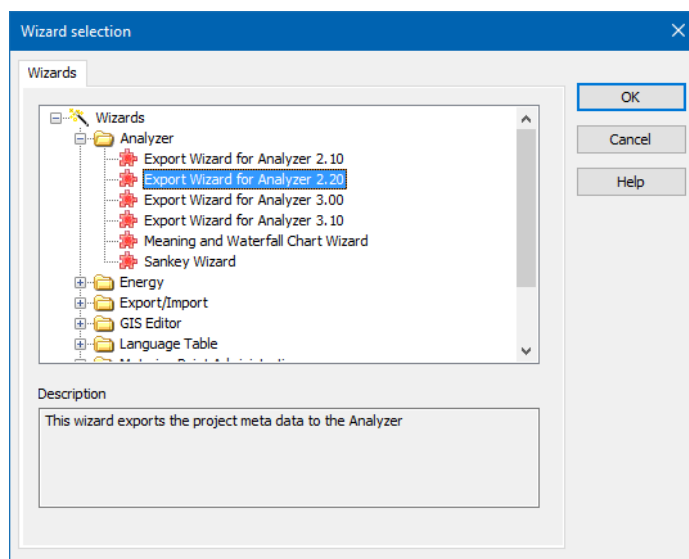 Wizard selection
Wizards
OK
Cancel
Help
Wizards
Analyzer
Export Wizard for Analyzer 2.10
Export Wizard for Analyzer 2.20
Export Wizard for Analyzer 3.00
Export Wizard for Analyzer 3.10
Meaning and Waterfall Chart Wizard
Sankey Wizard
Energy
Export/Import
GIS Editor
Language Table
Description
This wizard exports the project meta data to the Analyzer